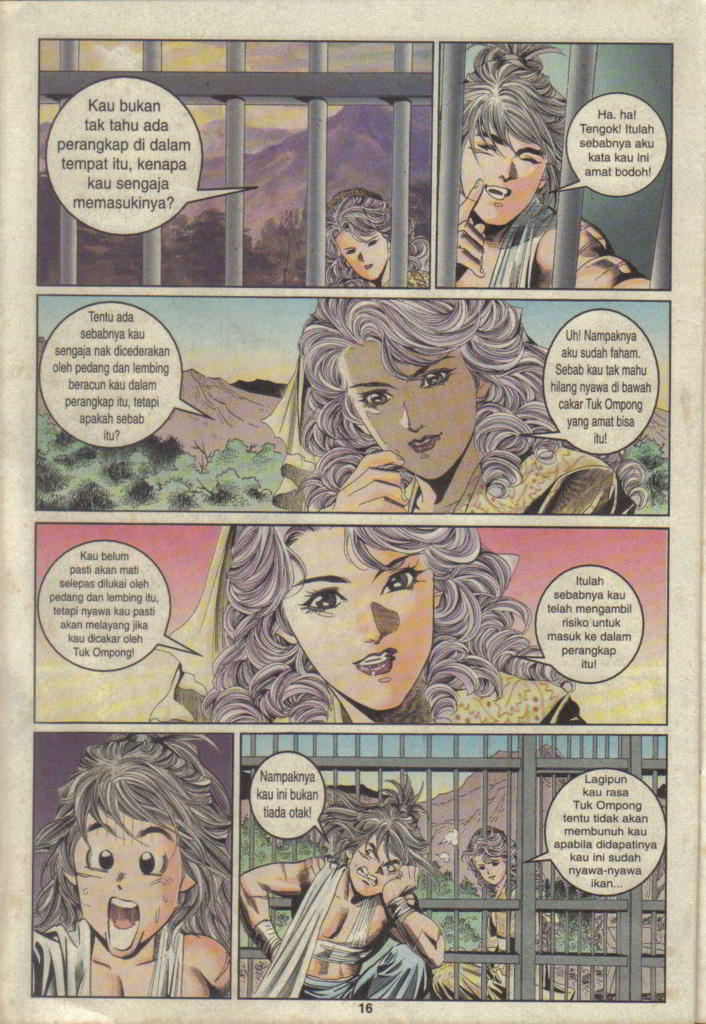 Kau bukan
tak tahu ada
perangkap di dalam
tempat itu, kenapa
kau sengaja
memasukinya?
Ha. ha!
Tengok! Itulah
sebabnya aku
kata kau ini
amat bodoh!
Tentu ada
sebabnya kau
sengaja nak dicederakan
oleh pedang dan lembing
beracun kau dalam
perangkap itu, tetapi
apakah sebab
itu?
Uh! Nampaknya
aku sudah faham.
Sebab kau tak mahu
hilang nyawa di bawah
cakar Tuk Ompong
yang amat bisa
itu!
Kau belum
pasti akan mati
selepas dilukai oleh
pedang dan lembing itu,
tetapi nyawa kau pasti
akan melayang jika
kau dicakar oleh
Tuk Ompong!
Itulah
sebabnya kau
telah mengambil
risiko untuk
masuk ke dalam
perangkap
itu!
Nampaknya
kau ini bukan
tiada otak!
Lagipun
kau rasa
Tuk Ompong
tentu tidak akan
membunuh kau
apabila didapatinya
kau ini sudah
nyawa-nyawa
ikan...
16